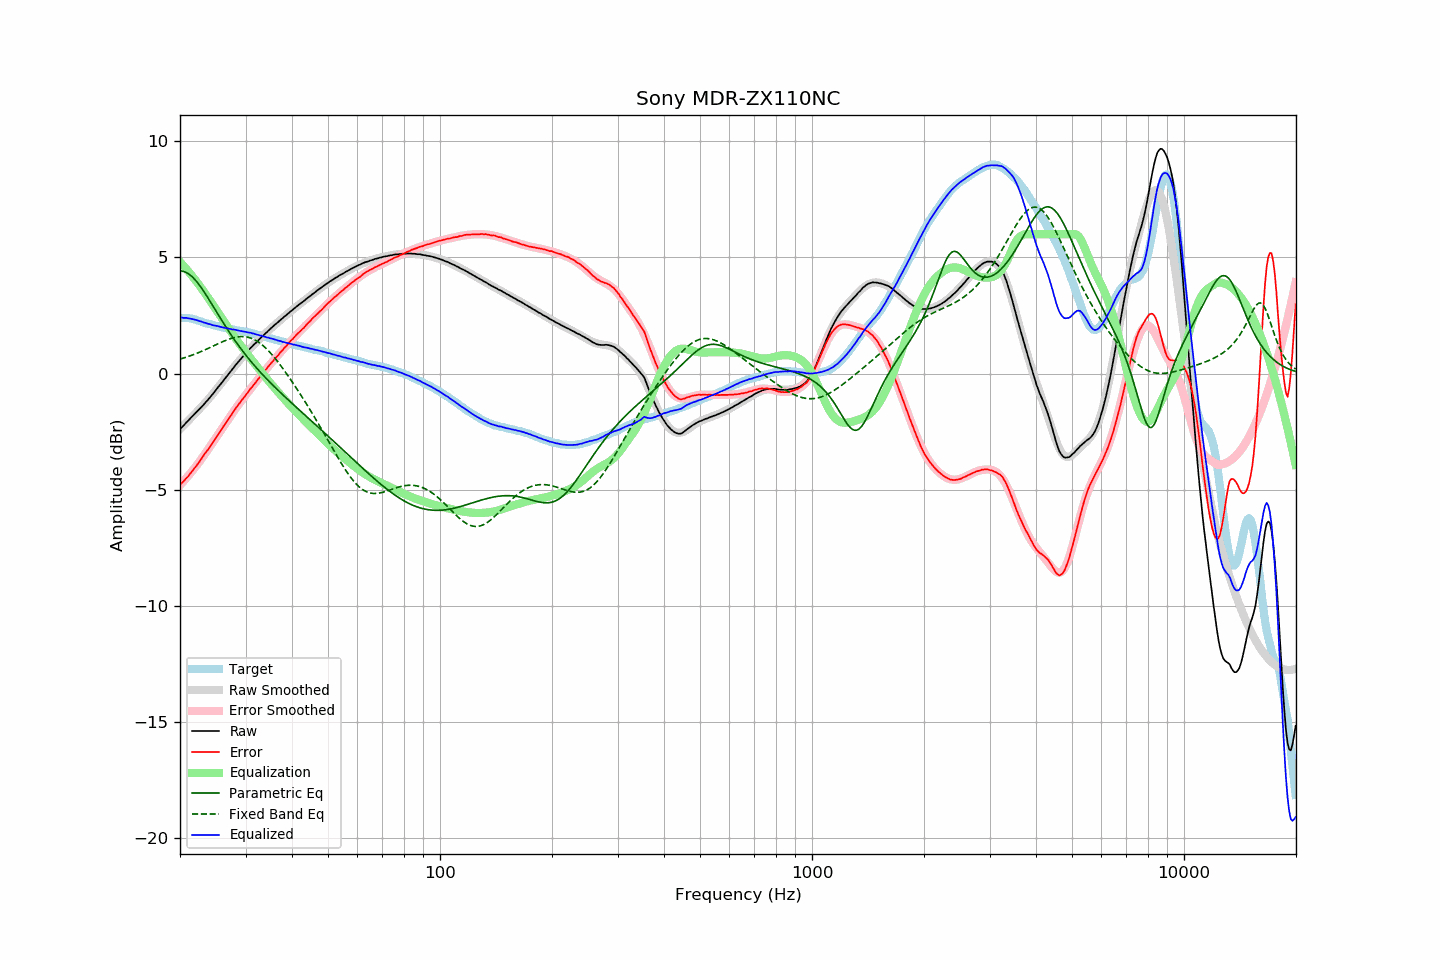 Sony MDR-ZX110NC
10
5
0
−5
−10
−15
−20
Amplitude (dBr)
Target
Raw Smoothed
Error Smoothed
Raw
Error
Equalization
Parametric Eq
Fixed Band Eq
Equalized
100
1000
10000
Frequency (Hz)